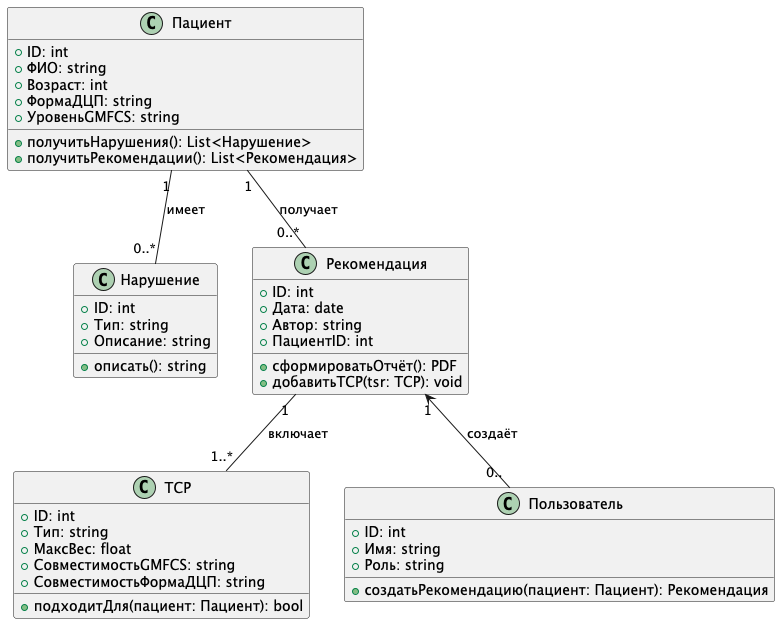 C Пациент
ID: int
ФИО: string
Возраст: int
ФормаДЦП: string
УровеньGMFCS: string
получитьНарушения(): List<Нарушение>
получитьРекомендации(): List<Рекомендация>
1
1
имеет
получает
0..*
0..*
C Нарушение
ID: int
Тип: string
Описание: string
описать(): string
C Рекомендация
ID: int
Дата: date
Автор: string
ПациентID: int
сформироватьОтчёт(): PDF
добавитьТСР(tsr: ТСР): void
1
1
включает
создаёт
1..*
0..
C ТСР
ID: int
Тип: string
МаксВес: float
СовместимостьGMFCS: string
СовместимостьФормаДЦП: string
подходитДля(пациент: Пациент): bool
C Пользователь
ID: int
Имя: string
Роль: string
создатьРекомендацию(пациент: Пациент): Рекомендация